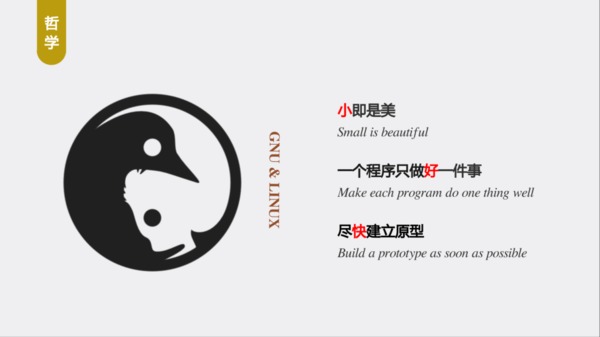 哲学
GNU & LINUX
小即是美
Small is beautiful
一个程序只做好一件事
Make each program do one thing well
尽快建立原型
Build a prototype as soon as possible